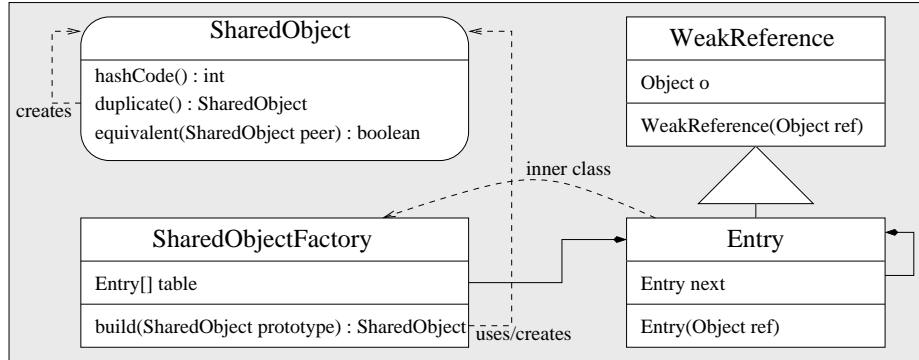 SharedObject
hashCode() : int
duplicate() : SharedObject
equivalent(SharedObject peer) : boolean
creates
WeakReference
Object o
WeakReference(Object ref)
inner class
SharedObjectFactory
Entry[] table
build(SharedObject prototype) : SharedObject
uses/creates
Entry
Entry next
Entry(Object ref)